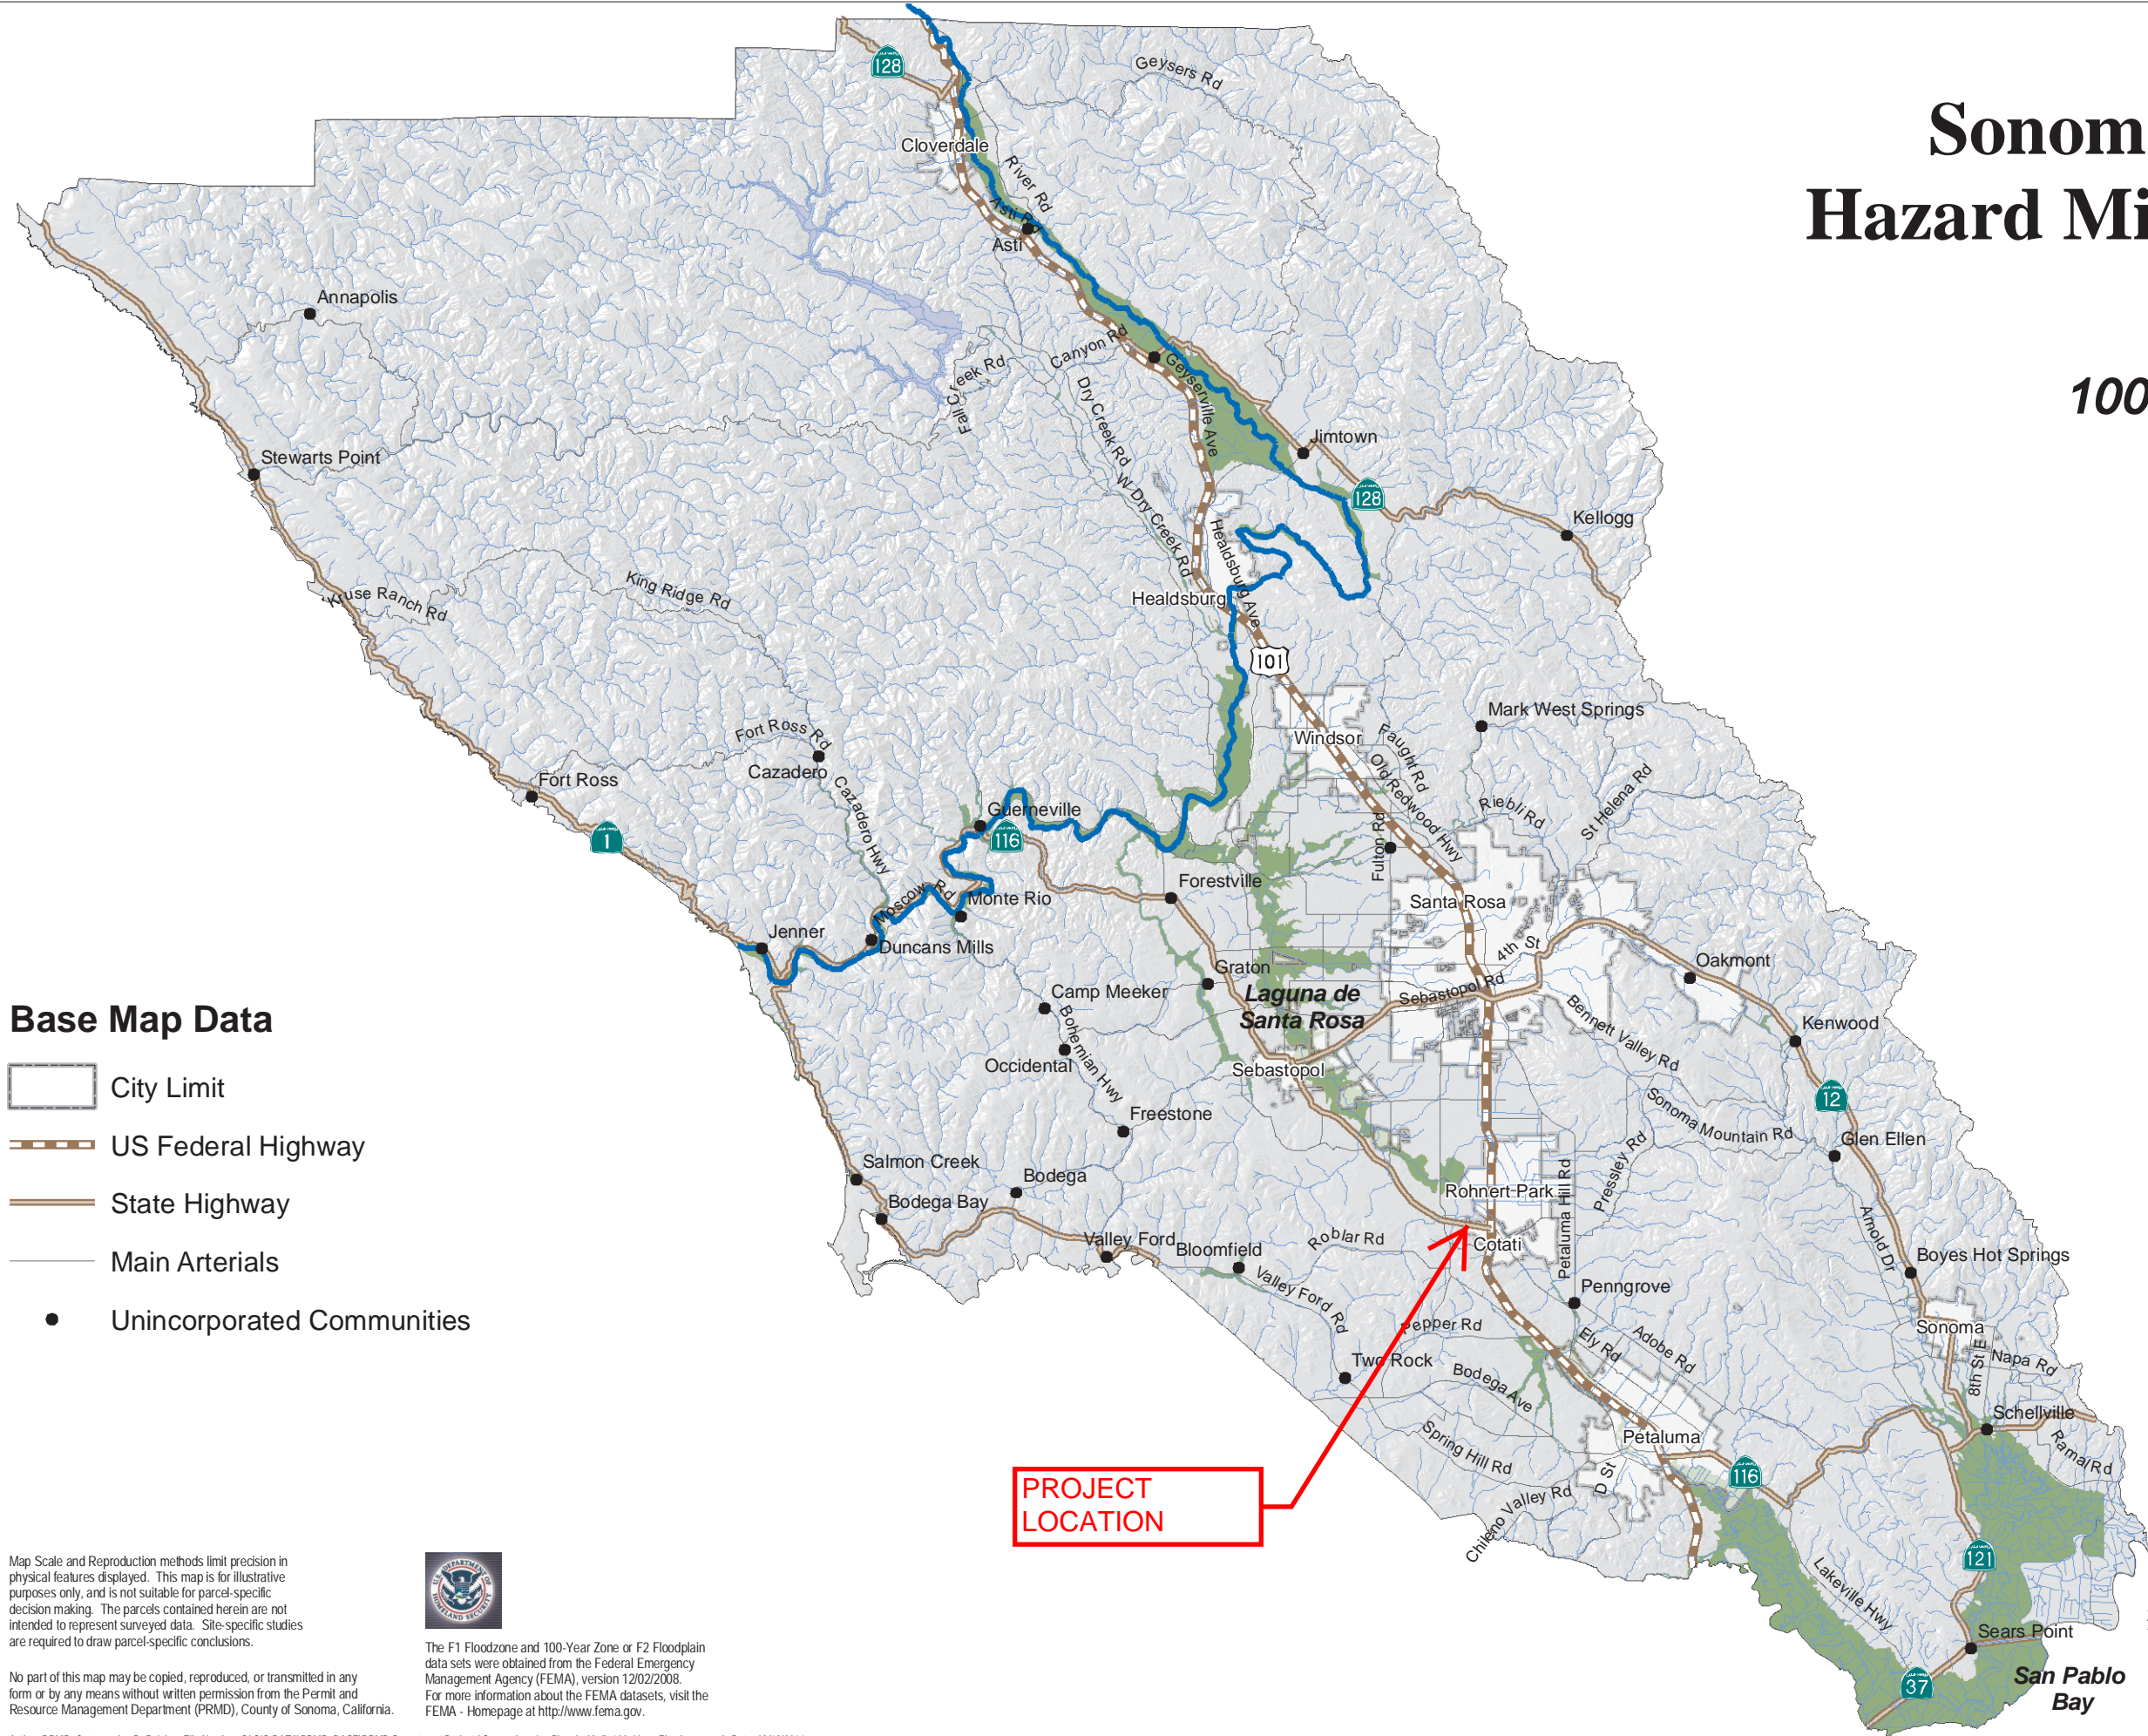 Sonom
Hazard Mi
100
128
Geysers Rd
Cloverdale
River Rd
Asti Rd
Asti
Annapolis
Canyon Rd
Geyserville Ave
Fall Creek Rd
Dry Creek Rd
Jimtown
Stewarts Point
W Dry Creek Rd
128
Kellogg
Healdsburg Ave
King Ridge Rd
Kruse Ranch Rd
Healdsburg
101
Mark West Springs
Windsor
Faught Rd
Fort Ross Rd
Old Redwood Hwy
Cazadero
Fort Ross
Cazadero Hwy
Riebli Rd
St Helena Rd
Guerneville
1
116
Fulton Rd
Forestville
Moscow Rd
Monte Rio
Santa Rosa
Jenner
Duncans Mills
4th St
Oakmont
Graton
Camp Meeker
Laguna de
Santa Rosa
Sebastopol Rd
Bennett Valley Rd
Kenwood
Bohemian Hwy
Occidental
Sebastopol
12
Freestone
Sonoma Mountain Rd
Glen Ellen
Salmon Creek
Bodega
Pressley Rd
Rohnert Park
Petaluma Hill Rd
Bodega Bay
Arnold Dr
Valley Ford
Bloomfield
Roblar Rd
Cotati
Boyes Hot Springs
Valley Ford Rd
Penngrove
Pepper Rd
Sonoma
Ely Rd
Adobe Rd
Two Rock
8th St E
Napa Rd
Bodega Ave
Schellville
Spring Hill Rd
Petaluma
Ramal Rd
D St
116
Chileno Valley Rd
121
Lakeville Hwy
Sears Point
37
San Pablo
Bay
PROJECT
LOCATION
Base Map Data
City Limit
US Federal Highway
State Highway
Main Arterials
Unincorporated Communities
Map Scale and Reproduction methods limit precision in
physical features displayed. This map is for illustrative
purposes only, and is not suitable for parcel-specific
decision making. The parcels contained herein are not
intended to represent surveyed data. Site-specific studies
are required to draw parcel-specific conclusions.
No part of this map may be copied, reproduced, or transmitted in any
form or by any means without written permission from the Permit and
Resource Management Department (PRMD), County of Sonoma, California.
U.S. DEPARTMENT OF
HOMELAND SECURITY
The F1 Floodzone and 100-Year Zone or F2 Floodplain
data sets were obtained from the Federal Emergency
Management Agency (FEMA), version 12/02/2008.
For more information about the FEMA datasets, visit the
FEMA - Homepage at http://www.fema.gov.